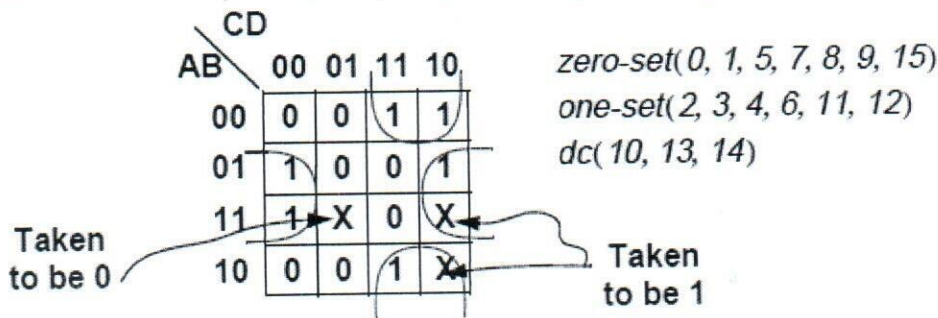 CD
AB 00 01 11 10
00 0 0 1 1
01 1 0 0 1
11 1 X 0 X
10 0 0 1 X
zero-set(0, 1, 5, 7, 8, 9, 15)
one-set(2, 3, 4, 6, 11, 12)
dc(10, 13, 14)
Taken
to be 0
Taken
to be 1